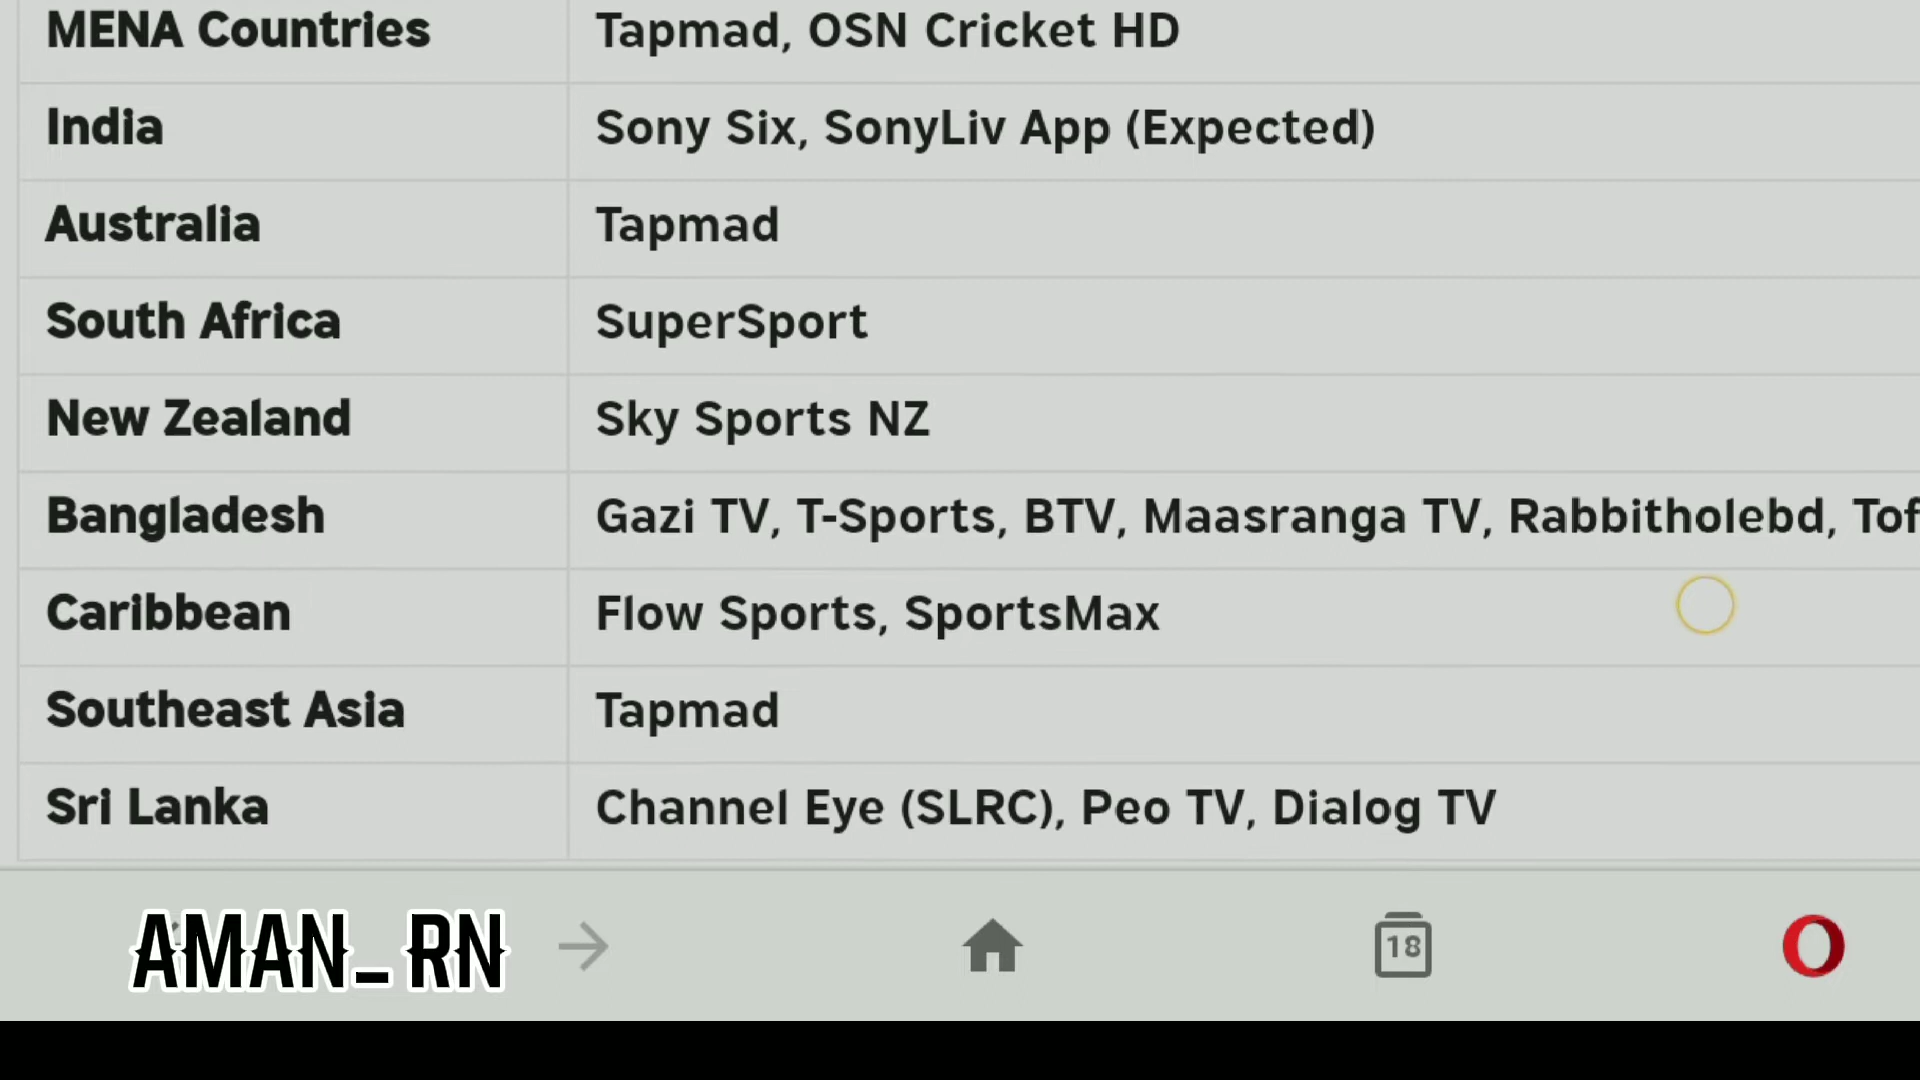 MENA Countries Tapmad, OSN Cricket HD
India Sony Six, SonyLiv App (Expected)
Australia Tapmad
South Africa SuperSport
New Zealand Sky Sports NZ
Bangladesh Gazi TV, T-Sports, BTV, Maasranga TV, Rabbitholebd, Tof
Caribbean Flow Sports, SportsMax
Southeast Asia Tapmad
Sri Lanka Channel Eye (SLRC), Peo TV, Dialog TV
AMAN_RN
18